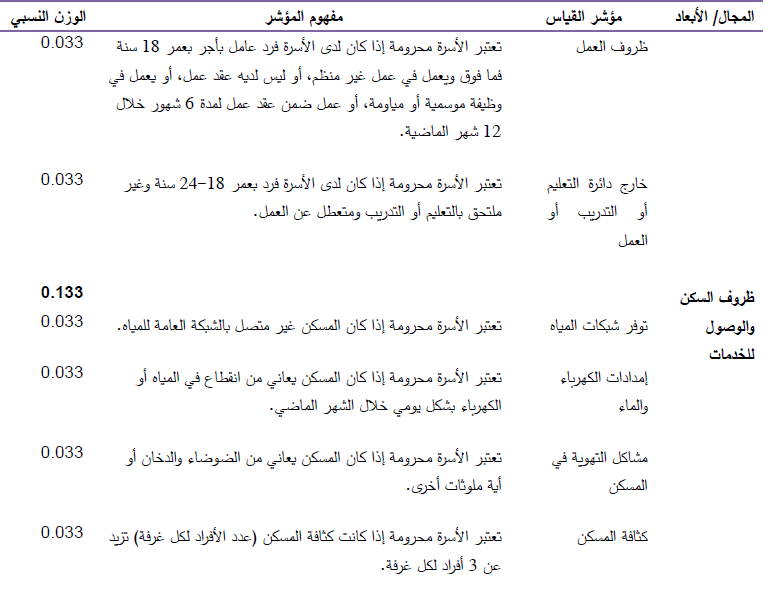 المجال/ الأبعاد مؤشر القياس مفهوم المؤشر الوزن النسبي
ظروف العمل تعتبر الأسرة محرومة إذا كان لدى الأسرة فرد عامل بأجر بعمر 18 سنة 0.033
فما فوق ويعمل في عمل غير منظم، أو ليس لديه عقد عمل، أو يعمل في
وظيفة موسمية أو مياومة، أو عمل ضمن عقد عمل لمدة 6 شهور خلال
12 شهر الماضية.
خارج دائرة التعليم تعتبر الأسرة محرومة إذا كان لدى الأسرة فرد بعمر 18-24 سنة وغير 0.033
أو التدريب أو ملتحق بالتعليم أو التدريب ومتعطل عن العمل.
العمل
ظروف السكن 0.133
والوصول توفر شبكات المياه تعتبر الأسرة محرومة إذا كان المسكن غير متصل بالشبكة العامة للمياه. 0.033
للخدمات
إمدادات الكهرباء تعتبر الأسرة محرومة إذا كان المسكن يعاني من انقطاع في المياه أو 0.033
والماء الكهرباء بشكل يومي خلال الشهر الماضي.
مشاكل التهوية في تعتبر الأسرة محرومة إذا كان المسكن يعاني من الضوضاء والدخان أو 0.033
المسكن أية ملوثات أخرى.
كثافة المسكن تعتبر الأسرة محرومة إذا كانت كثافة المسكن (عدد الأفراد لكل غرفة) تزيد 0.033
عن 3 أفراد لكل غرفة.